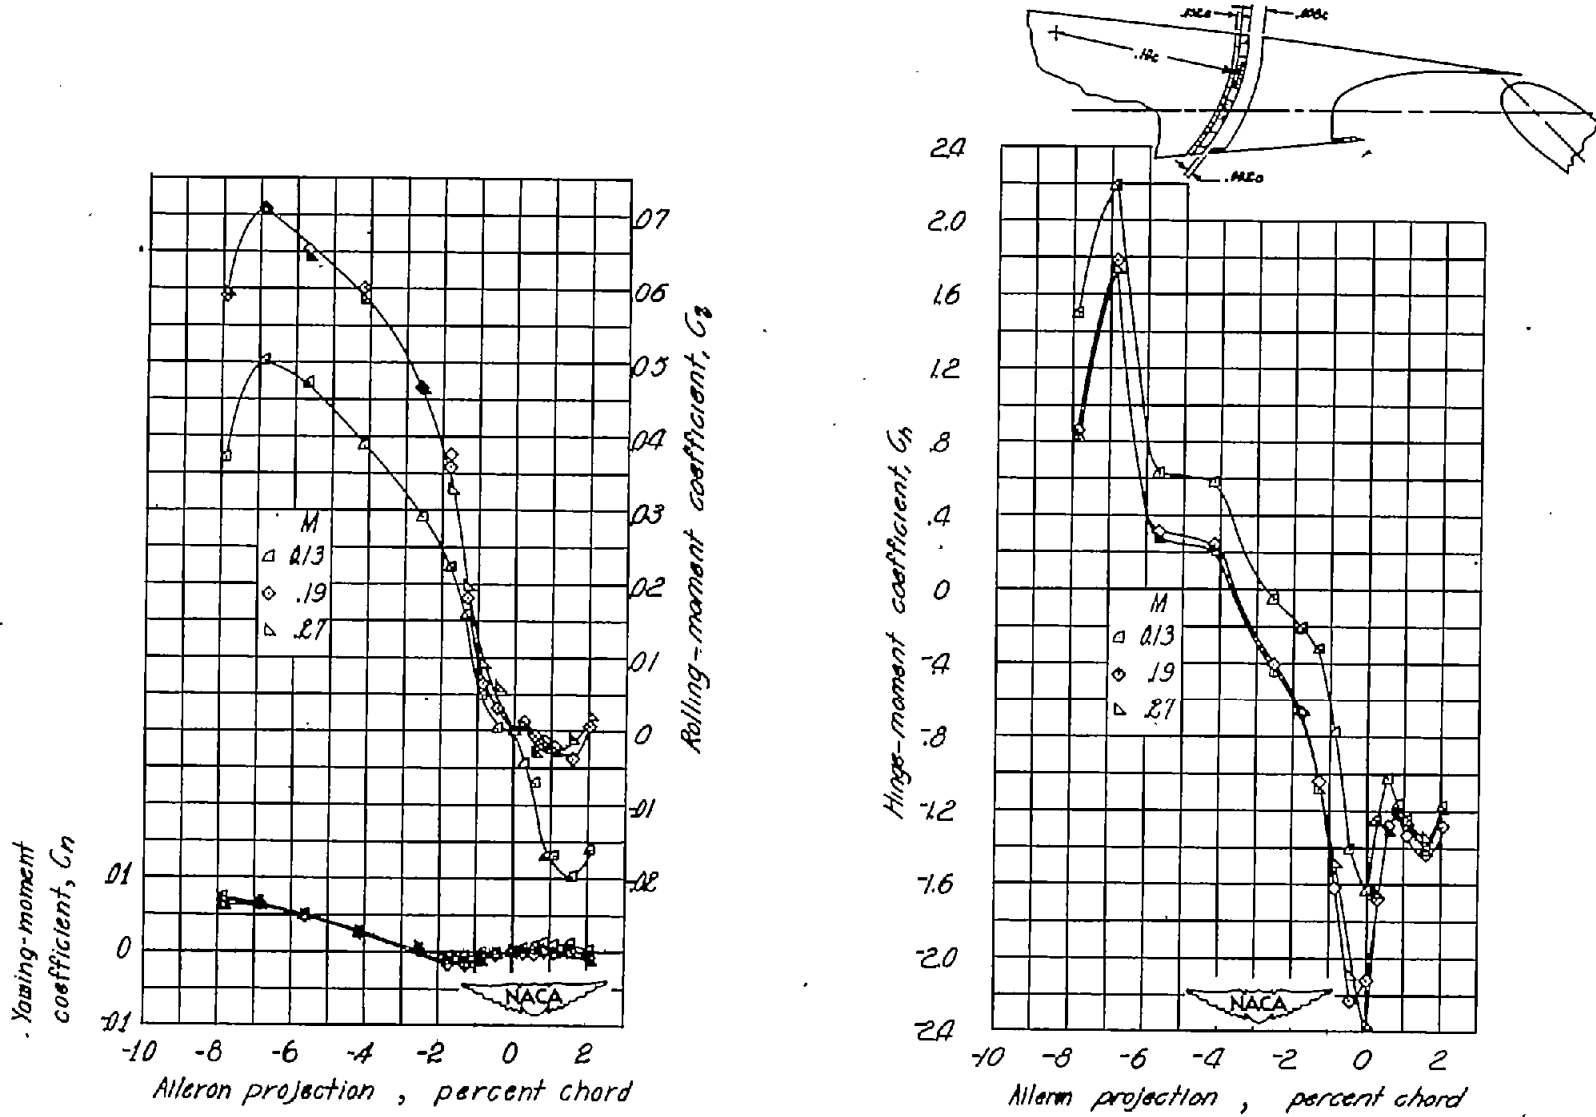 .10c
.008c
.07
.06
.05
.04
.03
.02
.01
0
-.01
-.02
Rolling-moment coefficient, Cl
M
0.13
.19
.27
Yawing-moment
coefficient, Cn
.01
0
-.01
NACA
-10 -8 -6 -4 -2 0 2
Aileron projection , percent chord
2.4
2.0
1.6
1.2
.8
.4
0
-.4
-.8
-1.2
-1.6
-2.0
-2.4
Hinge-moment coefficient, Ch
M
0.13
.19
.27
NACA
-10 -8 -6 -4 -2 0 2
Aileron projection , percent chord